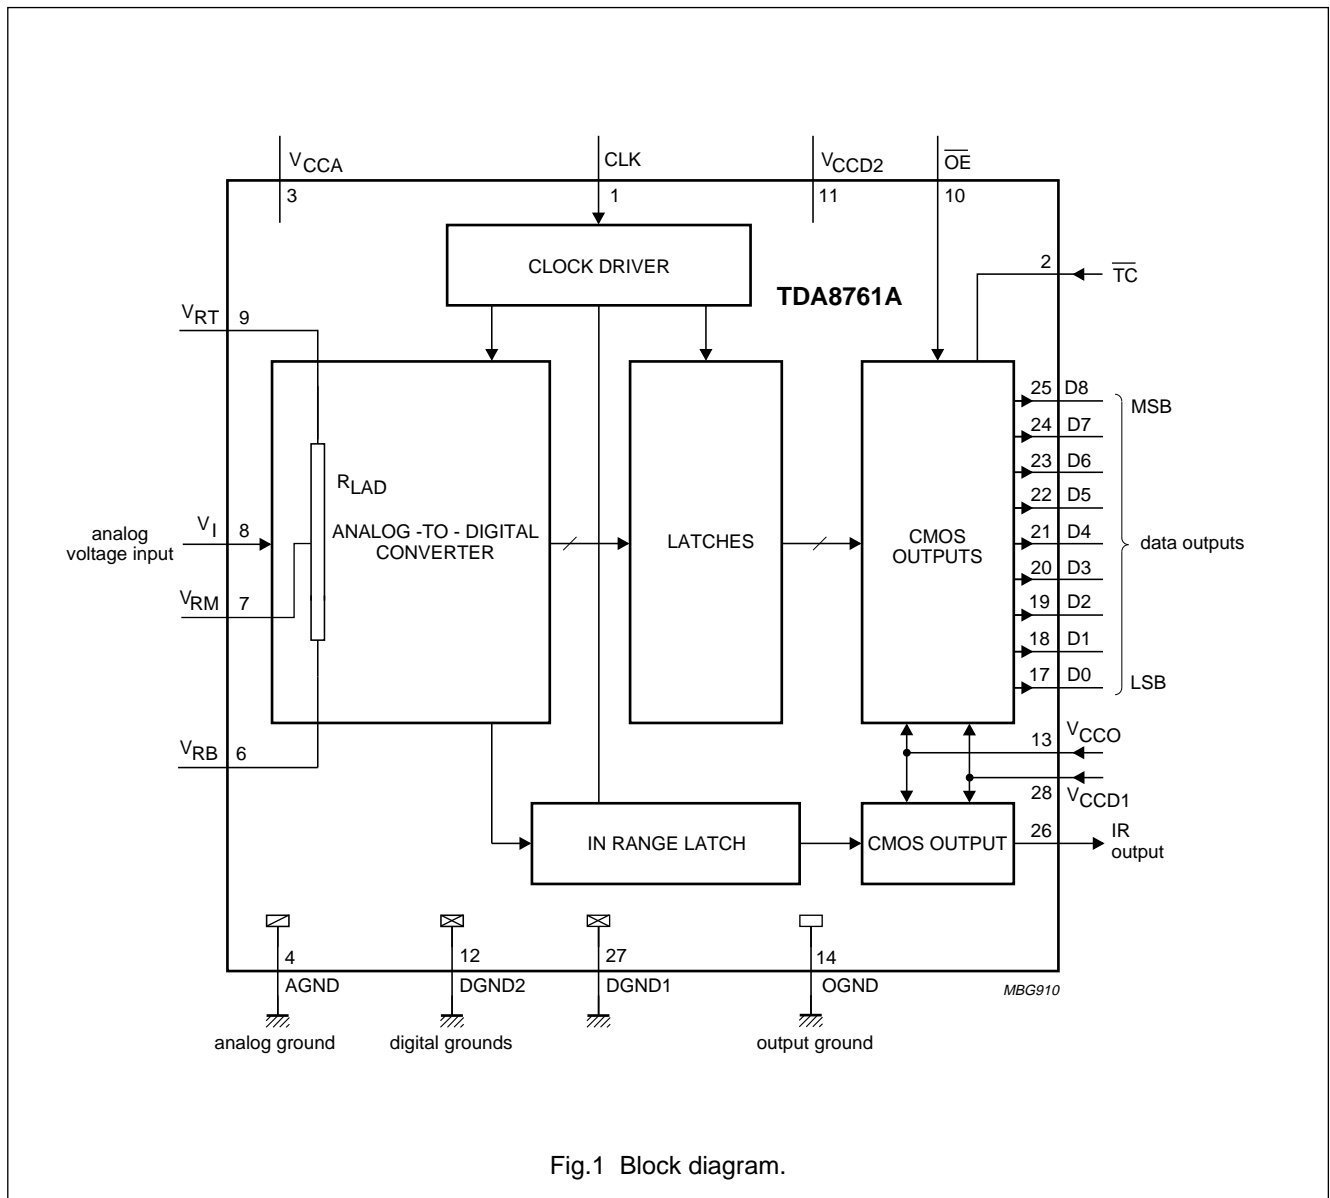 VCCA
CLK
VCCD2
OE
3
1
11
10
CLOCK DRIVER
2
TC
TDA8761A
VRT
9
25 D8
MSB
24 D7
23 D6
RLAD
22 D5
analog
voltage input
VI
8
ANALOG -TO - DIGITAL
CONVERTER
LATCHES
CMOS
OUTPUTS
21 D4
data outputs
20 D3
VRM
7
19 D2
18 D1
17 D0
LSB
VRB
6
13
VCCO
28
VCCD1
IN RANGE LATCH
CMOS OUTPUT
26
IR
output
4
12
27
14
AGND
DGND2
DGND1
OGND
MBG910
analog ground
digital grounds
output ground
Fig.1 Block diagram.